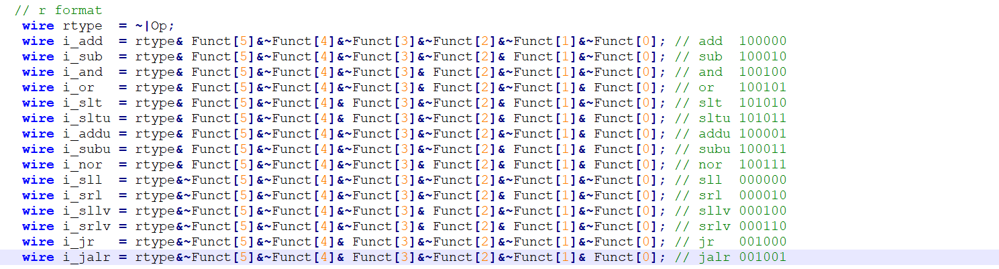 // r format
wire rtype  = ~|Op;
wire i_add  = rtype& Funct[5]&~Funct[4]&~Funct[3]&~Funct[2]&~Funct[1]&~Funct[0]; // add  100000
wire i_sub  = rtype& Funct[5]&~Funct[4]&~Funct[3]&~Funct[2]& Funct[1]&~Funct[0]; // sub  100010
wire i_and  = rtype& Funct[5]&~Funct[4]&~Funct[3]& Funct[2]&~Funct[1]&~Funct[0]; // and  100100
wire i_or   = rtype& Funct[5]&~Funct[4]&~Funct[3]& Funct[2]&~Funct[1]& Funct[0]; // or   100101
wire i_slt  = rtype& Funct[5]&~Funct[4]& Funct[3]&~Funct[2]& Funct[1]&~Funct[0]; // slt  101010
wire i_sltu = rtype& Funct[5]&~Funct[4]& Funct[3]&~Funct[2]& Funct[1]& Funct[0]; // sltu 101011
wire i_addu = rtype& Funct[5]&~Funct[4]&~Funct[3]&~Funct[2]&~Funct[1]& Funct[0]; // addu 100001
wire i_subu = rtype& Funct[5]&~Funct[4]&~Funct[3]&~Funct[2]& Funct[1]& Funct[0]; // subu 100011
wire i_nor  = rtype& Funct[5]&~Funct[4]&~Funct[3]& Funct[2]& Funct[1]& Funct[0]; // nor  100111
wire i_sll  = rtype&~Funct[5]&~Funct[4]&~Funct[3]&~Funct[2]&~Funct[1]&~Funct[0]; // sll  000000
wire i_srl  = rtype&~Funct[5]&~Funct[4]&~Funct[3]&~Funct[2]& Funct[1]&~Funct[0]; // srl  000010
wire i_sllv = rtype&~Funct[5]&~Funct[4]&~Funct[3]& Funct[2]&~Funct[1]&~Funct[0]; // sllv 000100
wire i_srlv = rtype&~Funct[5]&~Funct[4]&~Funct[3]& Funct[2]& Funct[1]&~Funct[0]; // srlv 000110
wire i_jr   = rtype&~Funct[5]&~Funct[4]& Funct[3]&~Funct[2]&~Funct[1]&~Funct[0]; // jr   001000
wire i_jalr = rtype&~Funct[5]&~Funct[4]& Funct[3]&~Funct[2]&~Funct[1]& Funct[0]; // jalr 001001